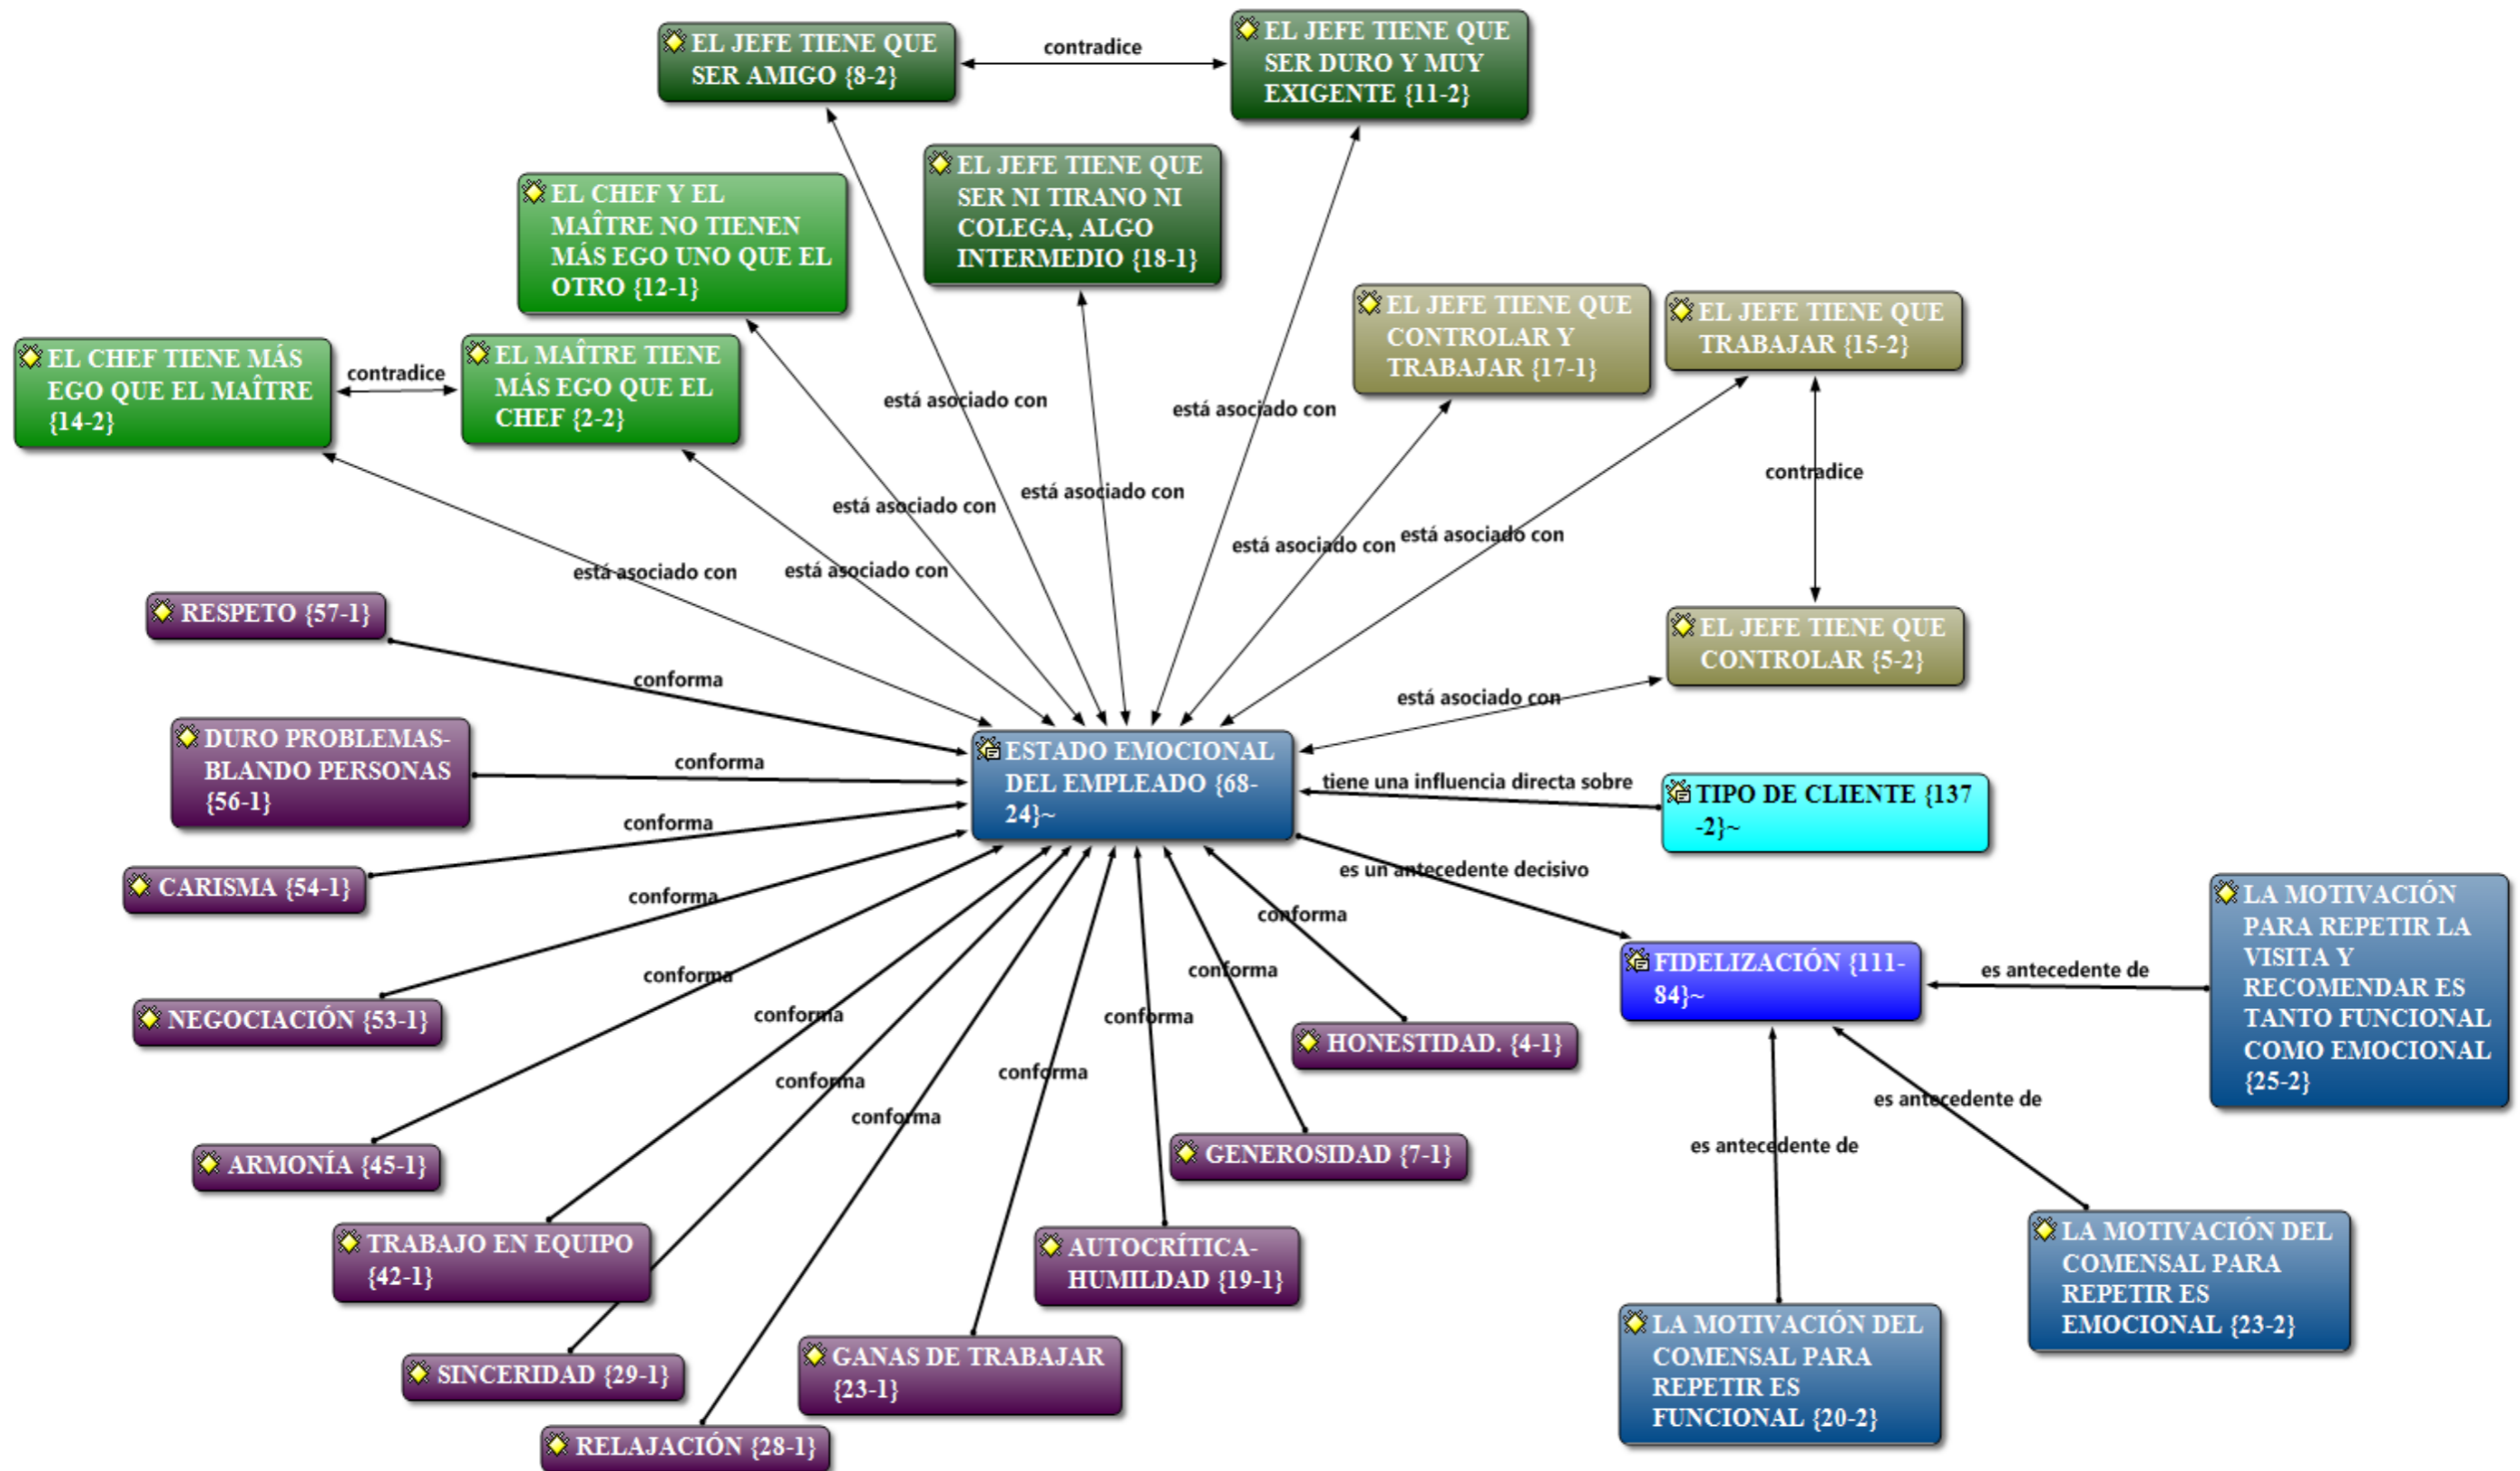 EL JEFE TIENE QUE
SER AMIGO {8-2}
contradice
EL JEFE TIENE QUE
SER DURO Y MUY
EXIGENTE {11-2}
EL CHEF Y EL
MAÎTRE NO TIENEN
MÁS EGO UNO QUE EL
OTRO {12-1}
EL JEFE TIENE QUE
SER NI TIRANO NI
COLEGA, ALGO
INTERMEDIO {18-1}
EL JEFE TIENE QUE
CONTROLAR Y
TRABAJAR {17-1}
EL JEFE TIENE QUE
TRABAJAR {15-2}
EL CHEF TIENE MÁS
EGO QUE EL MAÎTRE
{14-2}
contradice
EL MAÎTRE TIENE
MÁS EGO QUE EL
CHEF {2-2}
está asociado con
está asociado con
contradice
está asociado con
está asociado con
está asociado con
está asociado con
está asociado con
está asociado con
RESPETO {57-1}
EL JEFE TIENE QUE
CONTROLAR {5-2}
conforma
está asociado con
DURO PROBLEMAS-
BLANDO PERSONAS
{56-1}
conforma
ESTADO EMOCIONAL
DEL EMPLEADO {68-
24}~
tiene una influencia directa sobre
TIPO DE CLIENTE {137
-2}~
conforma
CARISMA {54-1}
conforma
es un antecedente decisivo
conforma
LA MOTIVACIÓN
PARA REPETIR LA
VISITA Y
RECOMENDAR ES
TANTO FUNCIONAL
COMO EMOCIONAL
{25-2}
FIDELIZACIÓN {111-
84}~
es antecedente de
conforma
conforma
NEGOCIACIÓN {53-1}
conforma
conforma
HONESTIDAD. {4-1}
conforma
conforma
conforma
es antecedente de
es antecedente de
ARMONÍA {45-1}
GENEROSIDAD {7-1}
TRABAJO EN EQUIPO
{42-1}
AUTOCRÍTICA-
HUMILDAD {19-1}
LA MOTIVACIÓN DEL
COMENSAL PARA
REPETIR ES
EMOCIONAL {23-2}
SINCERIDAD {29-1}
GANAS DE TRABAJAR
{23-1}
LA MOTIVACIÓN DEL
COMENSAL PARA
REPETIR ES
FUNCIONAL {20-2}
RELAJACIÓN {28-1}